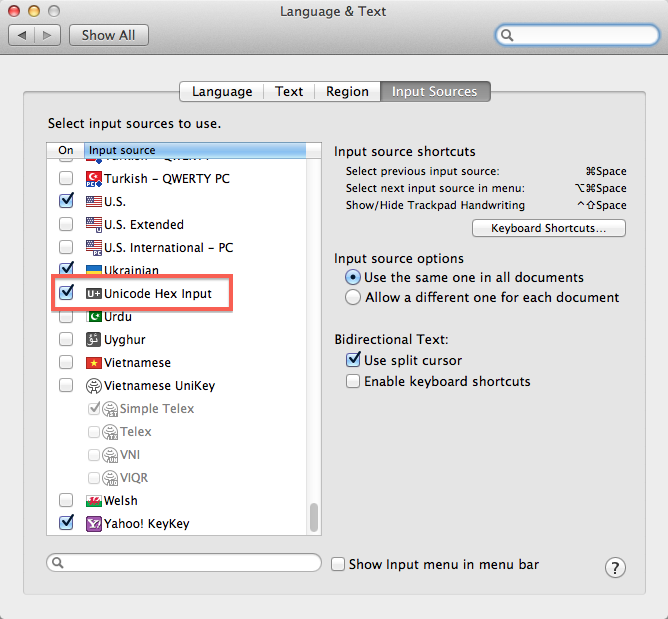 Language & Text
Show All
Language Text Region Input Sources
Select input sources to use.
On Input source
Turkish - QWERTY PC
U.S.
U.S. Extended
U.S. International - PC
Ukrainian
U+ Unicode Hex Input
Urdu
Uyghur
Vietnamese
Vietnamese UniKey
Simple Telex
Telex
VNI
VIQR
Welsh
Yahoo! KeyKey
Input source shortcuts
Select previous input source: ⌘Space
Select next input source in menu: ⌥⌘Space
Show/Hide Trackpad Handwriting ^⇧Space
Keyboard Shortcuts...
Input source options
Use the same one in all documents
Allow a different one for each document
Bidirectional Text:
Use split cursor
Enable keyboard shortcuts
Show Input menu in menu bar
?